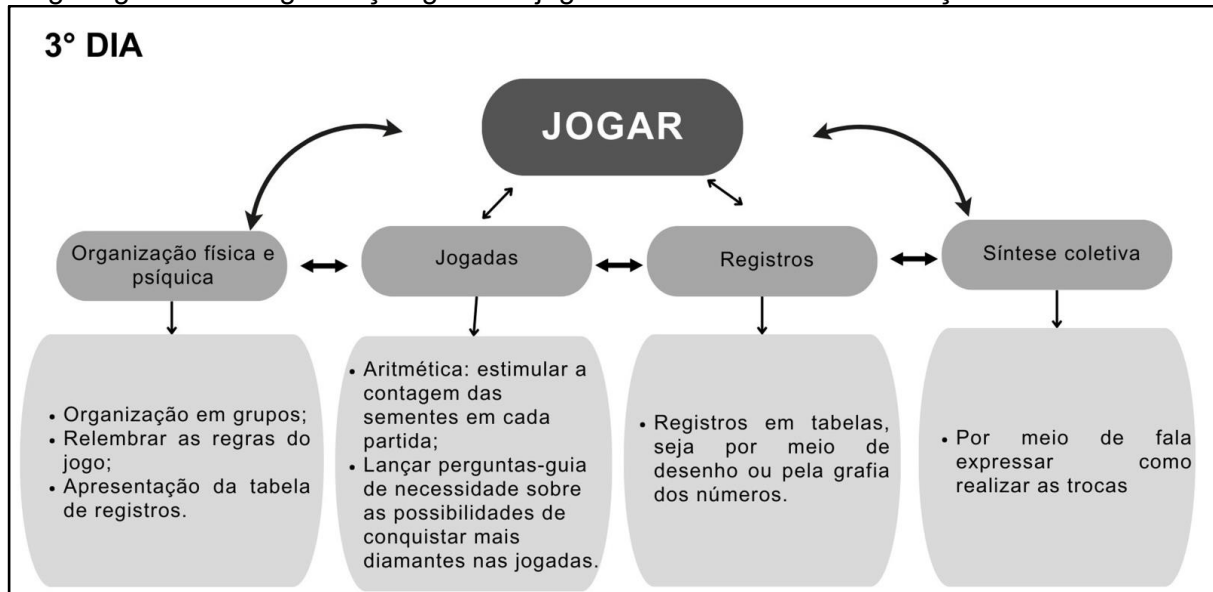 3° DIA
JOGAR
Organização física e
psíquica
Jogadas
Registros
Síntese coletiva
• Organização em grupos;
• Relembrar as regras do
jogo;
• Apresentação da tabela
de registros.
• Aritmética: estimular a
contagem das
sementes em cada
partida;
• Lançar perguntas-guia
de necessidade sobre
as possibilidades de
conquistar mais
diamantes nas jogadas.
• Registros em tabelas,
seja por meio de
desenho ou pela grafia
dos números.
• Por meio de fala
expressar como
realizar as trocas